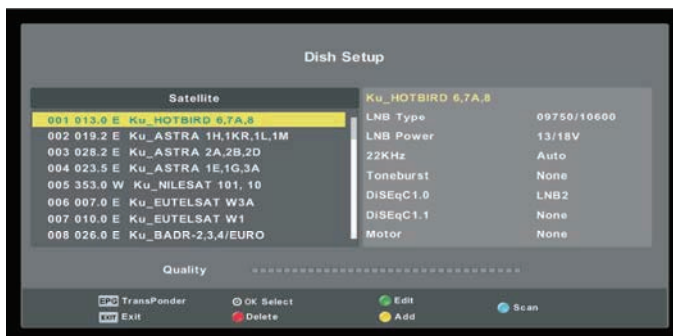 Dish Setup
Satellite
001 013.0 E Ku_HOTBIRD 6,7A,8
002 019.2 E Ku_ASTRA 1H,1KR,1L,1M
003 028.2 E Ku_ASTRA 2A,2B,2D
004 023.5 E Ku_ASTRA 1E,1G,3A
005 353.0 W Ku_NILESAT 101, 10
006 007.0 E Ku_EUTELSAT W3A
007 010.0 E Ku_EUTELSAT W1
008 026.0 E Ku_BADR-2,3,4/EURO
Ku_HOTBIRD 6,7A,8
LNB Type 09750/10600
LNB Power 13/18V
22KHz Auto
Toneburst None
DiSEqC1.0 LNB2
DiSEqC1.1 None
Motor None
Quality
EPG TransPonder OK Select Edit Scan
EXIT Exit Delete Add